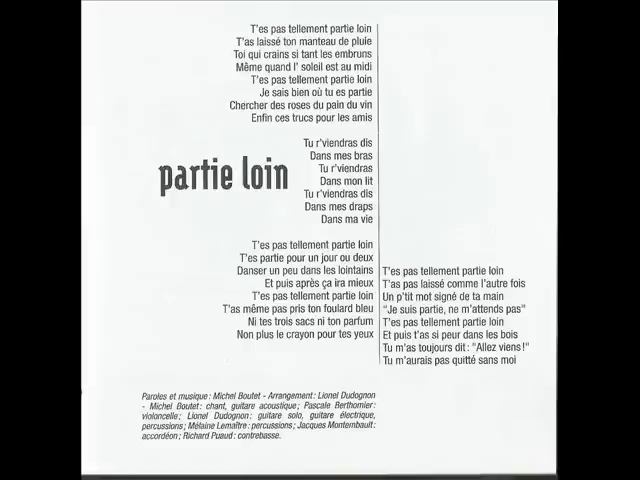 T'es pas tellement partie loin
T'as laissé ton manteau de pluie
Toi qui crains si tant les embruns
Même quand l' soleil est au midi
T'es pas tellement partie loin
Je sais bien où tu es partie
Chercher des roses du pain du vin
Enfin ces trucs pour les amis
partie loin
Tu r'viendras dis
Dans mes bras
Tu r'viendras
Dans mon lit
Tu r'viendras dis
Dans mes draps
Dans ma vie
T'es pas tellement partie loin
T'es partie pour un jour ou deux
Danser un peu dans les lointains
Et puis après ça ira mieux
T'es pas tellement partie loin
T'as même pas pris ton foulard bleu
Ni tes trois sacs ni ton parfum
Non plus le crayon pour tes yeux
T'es pas tellement partie loin
T'as pas laissé comme l'autre fois
Un p'tit mot signé de ta main
"Je suis partie, ne m'attends pas"
T'es pas tellement partie loin
Et puis t'as si peur dans les bois
Tu m'as toujours dit : "Allez viens !"
Tu m'aurais pas quitté sans moi
Paroles et musique : Michel Boutet - Arrangement : Lionel Dudognon
- Michel Boutet : chant, guitare acoustique ; Pascale Berthomier :
violoncelle ; Lionel Dudognon : guitare solo, guitare électrique,
percussions ; Mélaine Lemaître : percussions ; Jacques Montembault :
accordéon ; Richard Puaud : contrebasse.